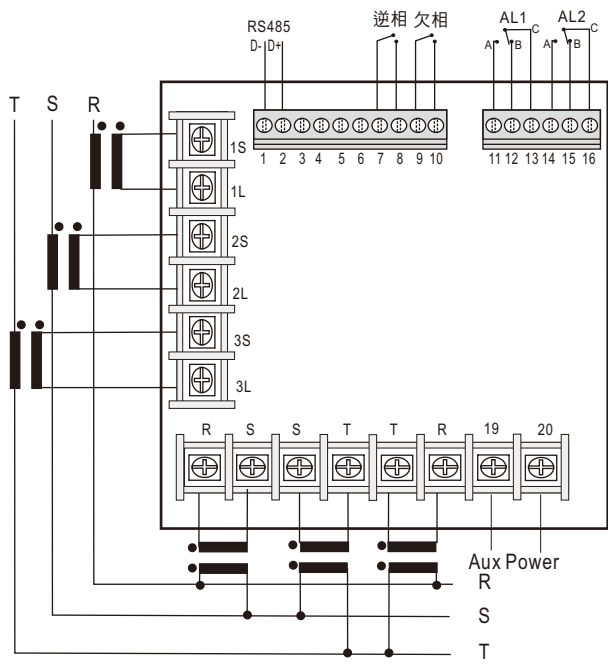 RS485 逆相 欠相 AL1 AL2
D- D+ A B C A B C
T S R
1 2 3 4 5 6 7 8 9 10 11 12 13 14 15 16
1S
1L
2S
2L
3S
3L
R S S T T R 19 20
Aux Power
R
S
T